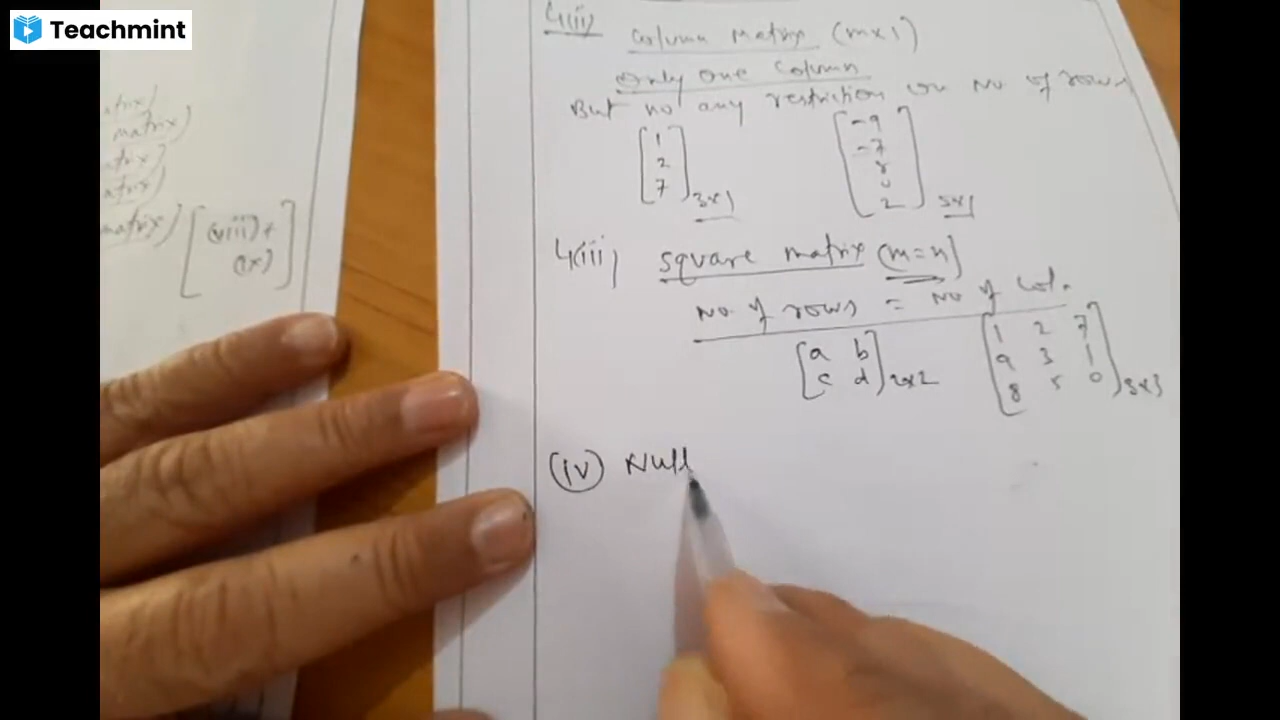 Teachmint
4(ii) Column Matrix (m×1)
Only One Column
But no any restriction on No of rows
[1 2 7] 3×1
[-9 -7 8 0 2] 5×1
4(iii) square matrix (m=n)
No of rows = No of Col.
[a b c d] 2×2
[1 2 7 9 3 1 8 5 0] 3×3
(iv) Null
matrix)
matrix)
[(viii) +
(ix)]